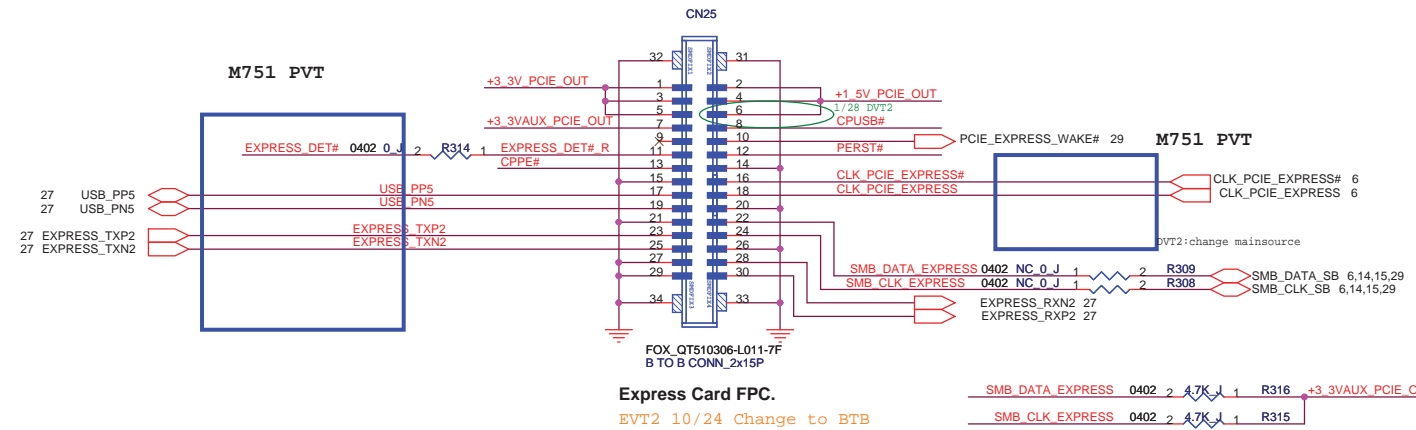 CN25
M751 PVT
32 SMDFIX1 SMDFIX2 31
+3_3V_PCIE_OUT 1 2
3 4 +1_5V_PCIE_OUT
5 6 1/28 DVT2
+3_3VAUX_PCIE_OUT 7 8 CPUSB#
9 10 PCIE_EXPRESS_WAKE# 29
M751 PVT
EXPRESS_DET# 0402 0_J 2 R314 1 EXPRESS_DET#_R 11 12 PERST#
CPPE# 13 14
15 16 CLK_PCIE_EXPRESS# CLK_PCIE_EXPRESS# 6
27 USB_PP5 USB_PP5 17 18 CLK_PCIE_EXPRESS CLK_PCIE_EXPRESS 6
27 USB_PN5 USB_PN5 19 20
21 22
27 EXPRESS_TXP2 EXPRESS_TXP2 23 24
27 EXPRESS_TXN2 EXPRESS_TXN2 25 26
DVT2:change mainsource
27 28
29 30
SMB_DATA_EXPRESS 0402 NC_0_J 1 2 R309 SMB_DATA_SB 6,14,15,29
SMB_CLK_EXPRESS 0402 NC_0_J 1 2 R308 SMB_CLK_SB 6,14,15,29
34 SMDFIX3 SMDFIX4 33
EXPRESS_RXN2 27
EXPRESS_RXP2 27
FOX_QT510306-L011-7F
B TO B CONN_2x15P
Express Card FPC.
EVT2 10/24 Change to BTB
SMB_DATA_EXPRESS 0402 2 4.7K_J 1 R316 +3_3VAUX_PCIE_O
SMB_CLK_EXPRESS 0402 2 4.7K_J 1 R315